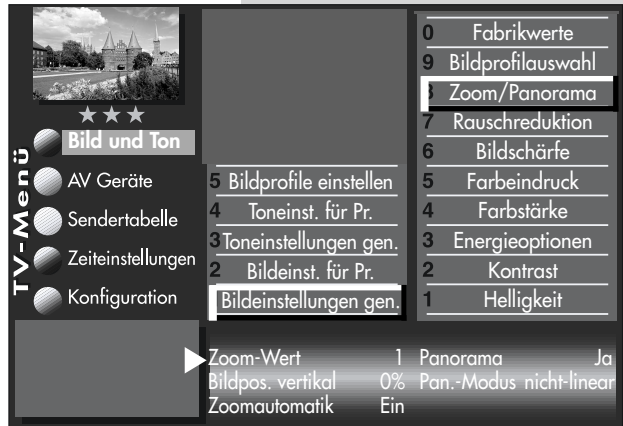 TV-Menü
Bild und Ton
AV Geräte
Sendertabelle
Zeiteinstellungen
Konfiguration
5 Bildprofile einstellen
4 Toneinst. für Pr.
3 Toneinstellungen gen.
2 Bildeinst. für Pr.
Bildeinstellungen gen.
0 Fabrikwerte
9 Bildprofilauswahl
8 Zoom/Panorama
7 Rauschreduktion
6 Bildschärfe
5 Farbeindruck
4 Farbstärke
3 Energieoptionen
2 Kontrast
1 Helligkeit
Zoom-Wert 1 Panorama Ja
Bildpos. vertikal 0% Pan.-Modus nicht-linear
Zoomautomatik Ein